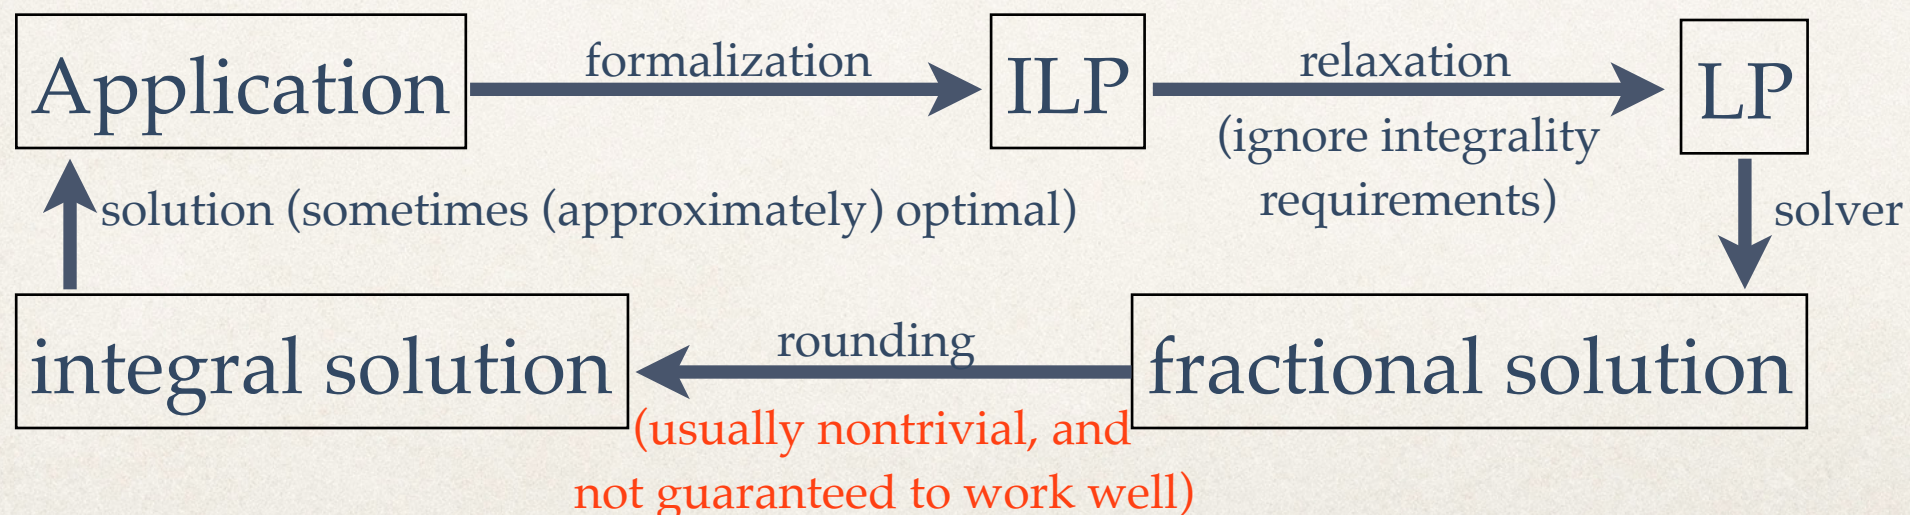 Application
formalization
ILP
relaxation
(ignore integrality
requirements)
LP
solver
solution (sometimes (approximately) optimal)
integral solution
rounding
(usually nontrivial, and
not guaranteed to work well)
fractional solution